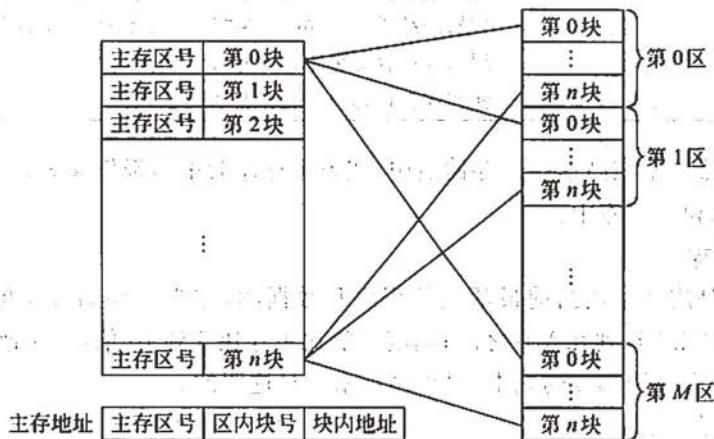 主存区号 第0块
主存区号 第1块
主存区号 第2块
⋮
主存区号 第n块
第0块
⋮
第n块
第0区
第0块
⋮
第n块
第1区
⋮
第0块
⋮
第n块
第M区
主存地址 主存区号 区内块号 块内地址